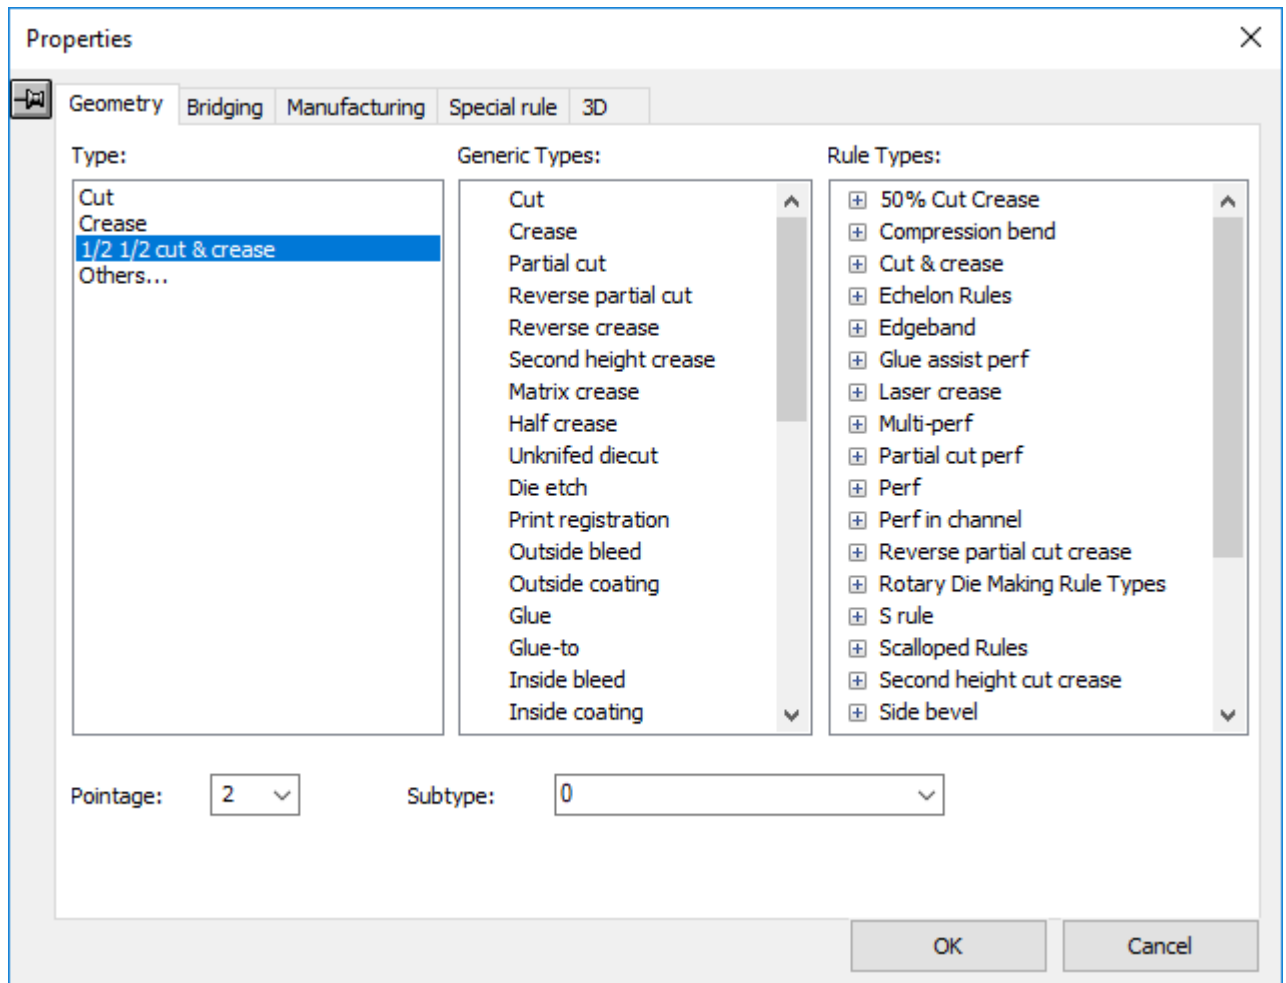 Properties
Geometry Bridging Manufacturing Special rule 3D
Type:
Cut
Crease
1/2 1/2 cut & crease
Others...
Generic Types:
Cut
Crease
Partial cut
Reverse partial cut
Reverse crease
Second height crease
Matrix crease
Half crease
Unknifed diecut
Die etch
Print registration
Outside bleed
Outside coating
Glue
Glue-to
Inside bleed
Inside coating
Rule Types:
50% Cut Crease
Compression bend
Cut & crease
Echelon Rules
Edgeband
Glue assist perf
Laser crease
Multi-perf
Partial cut perf
Perf
Perf in channel
Reverse partial cut crease
Rotary Die Making Rule Types
S rule
Scalloped Rules
Second height cut crease
Side bevel
Pointage: 2 Subtype: 0
OK Cancel